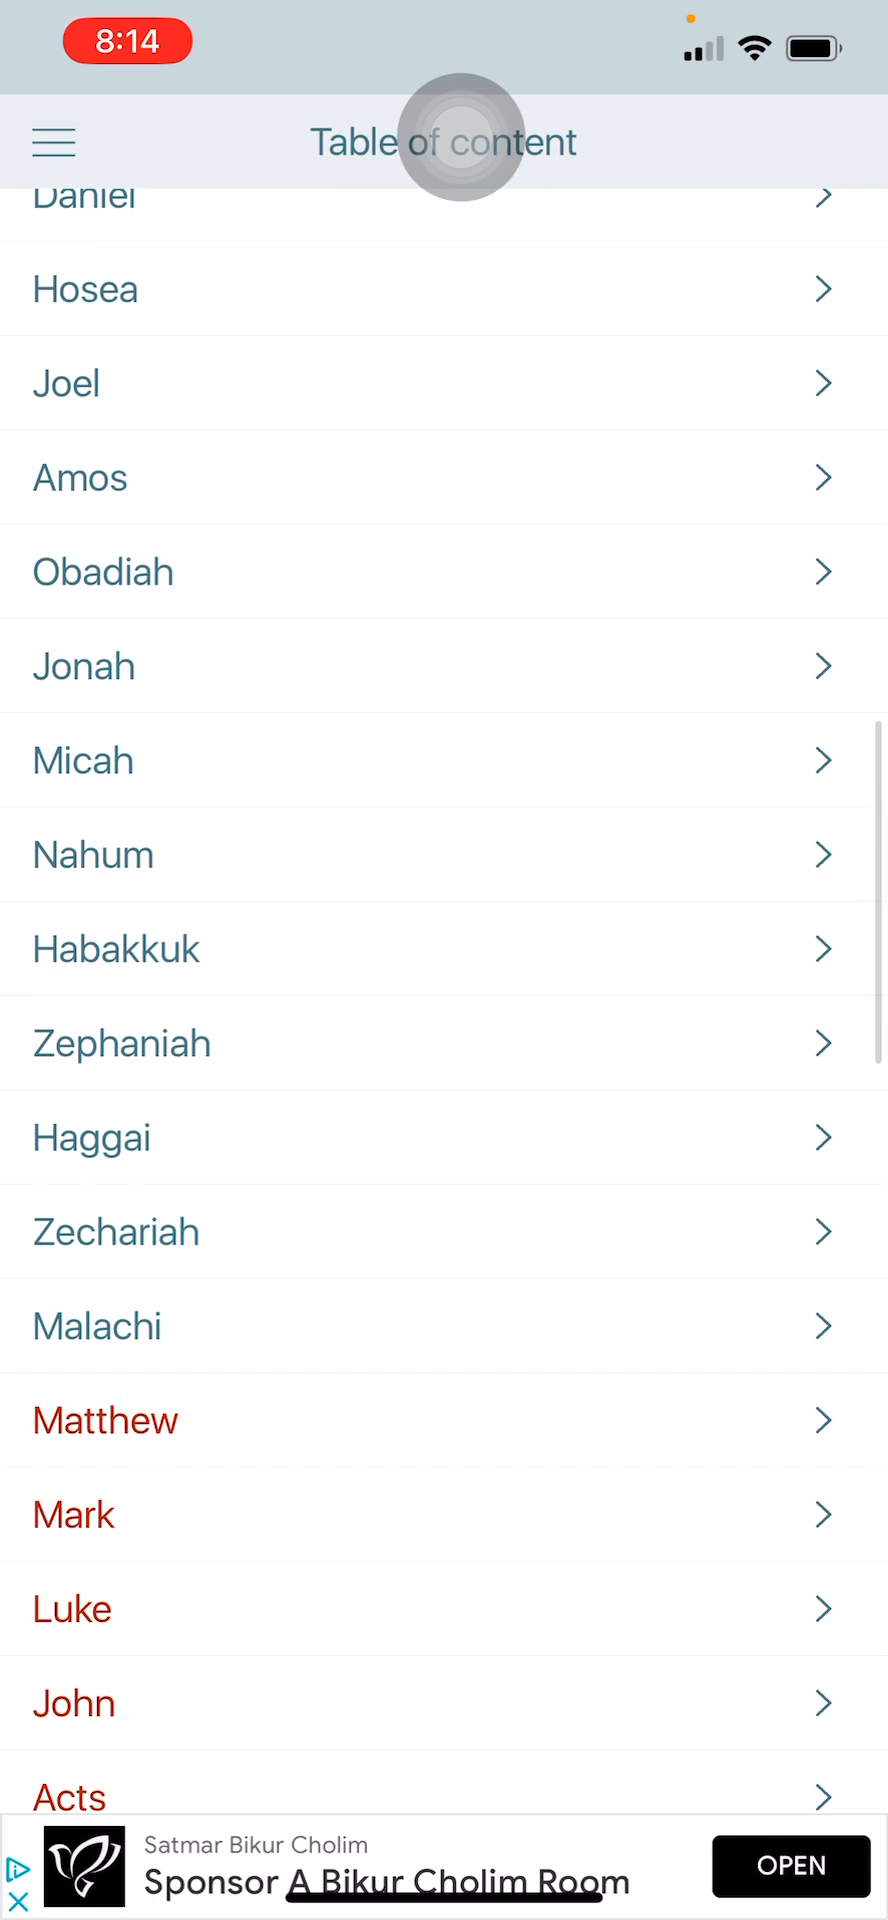 8:14
Table of content
Daniel
Hosea
Joel
Amos
Obadiah
Jonah
Micah
Nahum
Habakkuk
Zephaniah
Haggai
Zechariah
Malachi
Matthew
Mark
Luke
John
Acts
Satmar Bikur Cholim
Sponsor A Bikur Cholim Room
OPEN